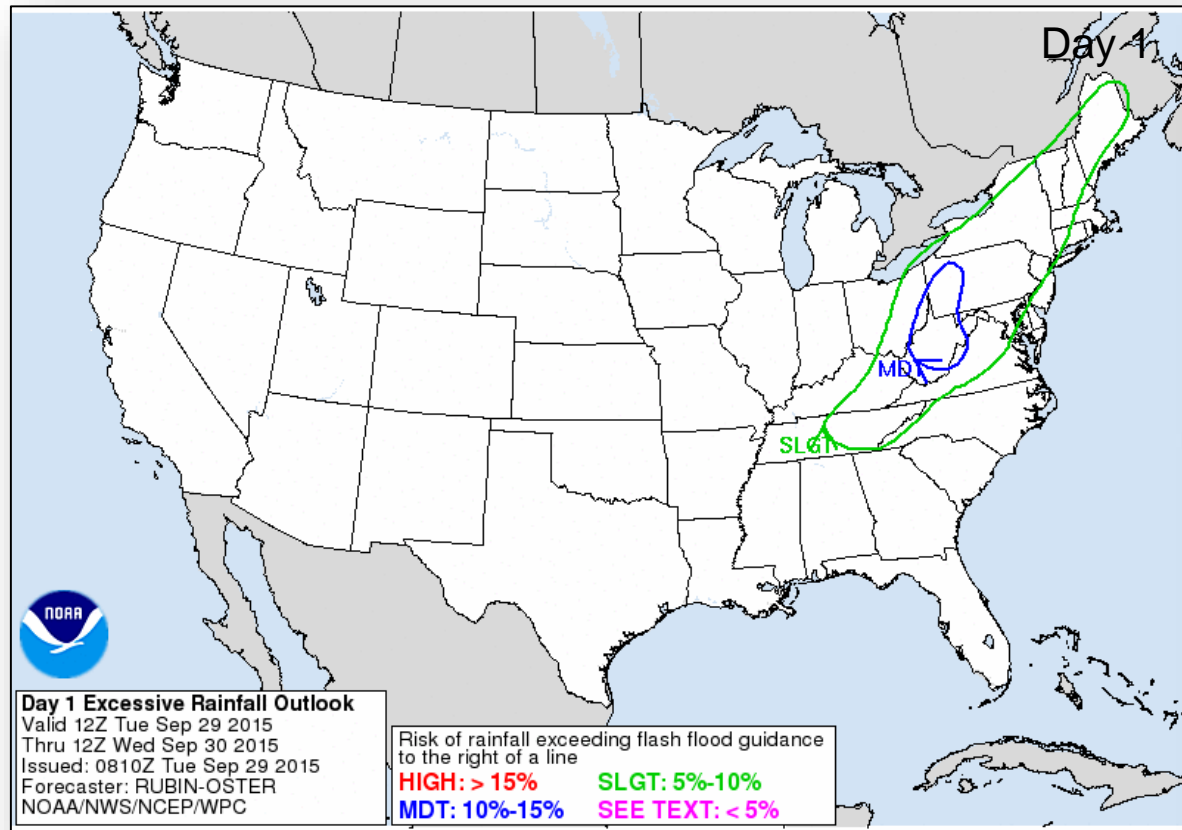 Day 1
MDT
SLGT
NOAA
Day 1 Excessive Rainfall Outlook
Valid 12Z Tue Sep 29 2015
Thru 12Z Wed Sep 30 2015
Issued: 0810Z Tue Sep 29 2015
Forecaster: RUBIN-OSTER
NOAA/NWS/NCEP/WPC
Risk of rainfall exceeding flash flood guidance
to the right of a line
HIGH: > 15% SLGT: 5%-10%
MDT: 10%-15% SEE TEXT: < 5%